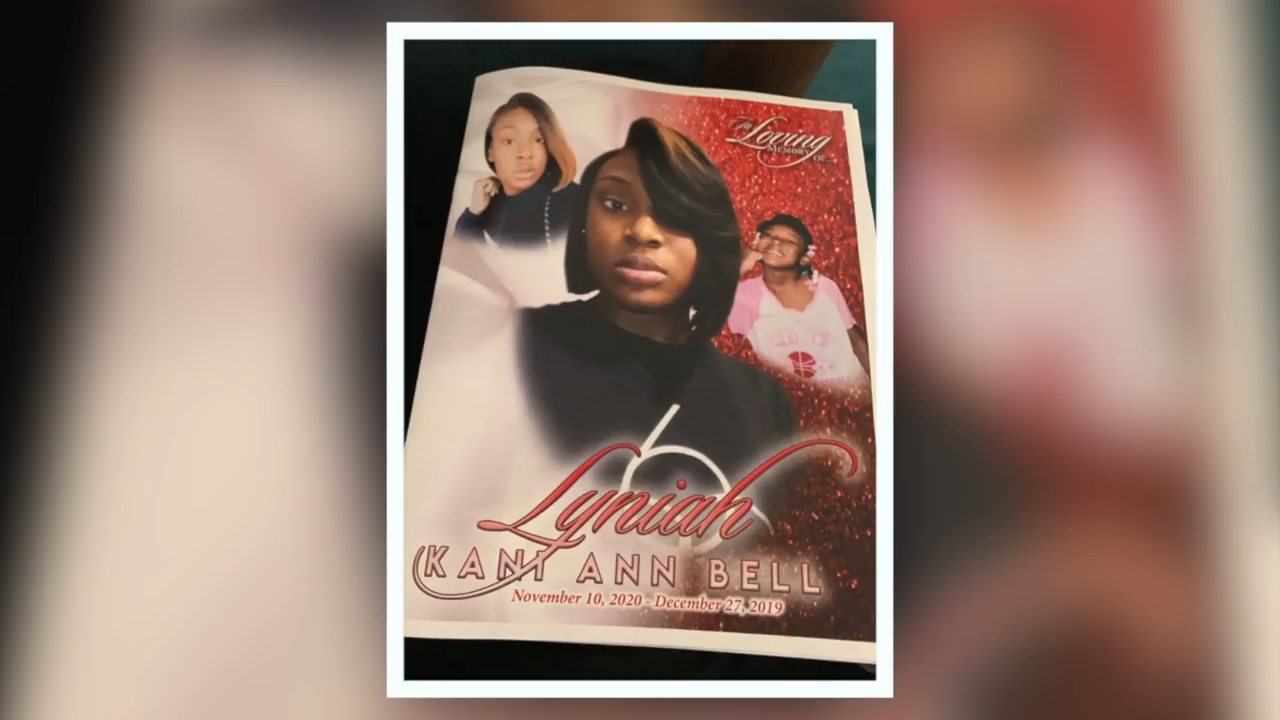 In Loving
MEMORY OF...
Lyniah
KANI ANN BELL
November 10, 2020 - December 27, 2019